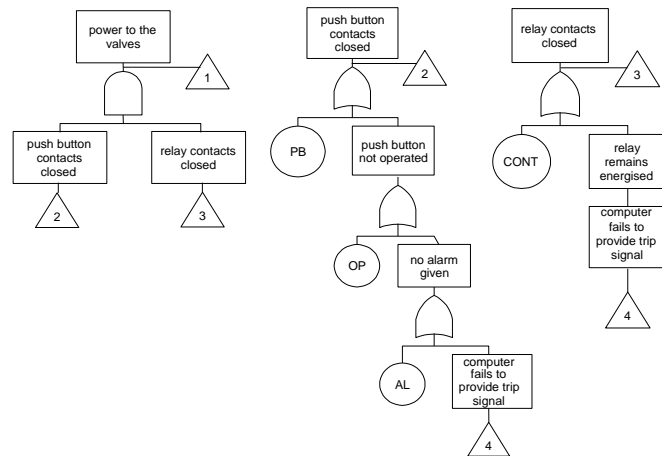 power to the
valves
1
push button
contacts
closed
relay contacts
closed
2
3
push button
contacts
closed
2
PB
push button
not operated
OP
no alarm
given
AL
computer
fails to
provide trip
signal
4
relay contacts
closed
3
CONT
relay
remains
energised
computer
fails to
provide trip
signal
4